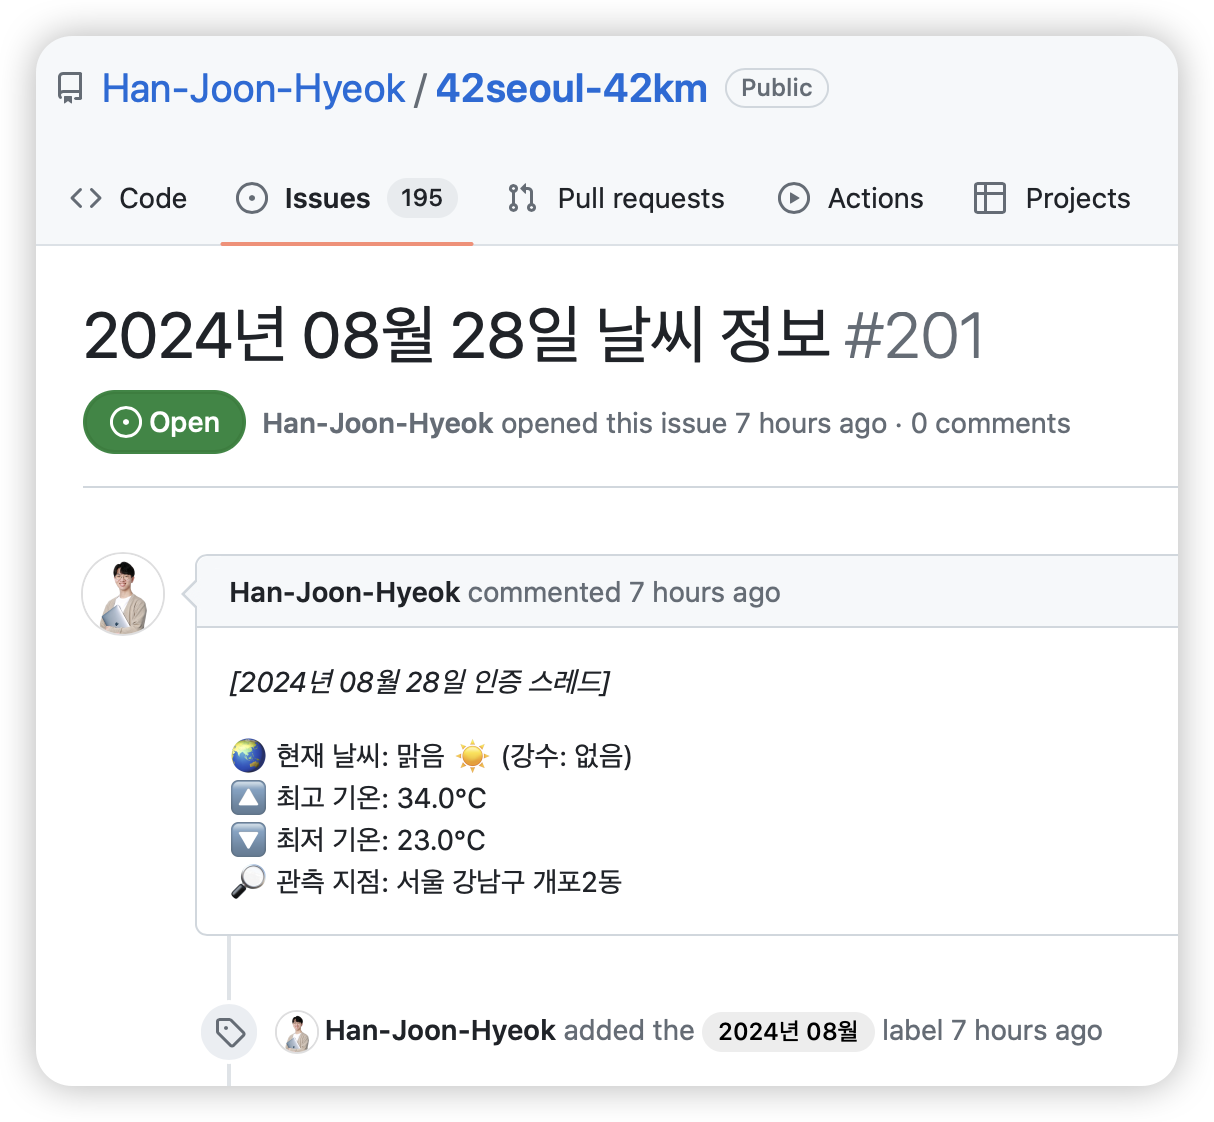 Han-Joon-Hyeok / 42seoul-42km Public
Code Issues 195 Pull requests Actions Projects
2024년 08월 28일 날씨 정보 #201
Open Han-Joon-Hyeok opened this issue 7 hours ago · 0 comments
Han-Joon-Hyeok commented 7 hours ago
[2024년 08월 28일 인증 스레드]
🌏 현재 날씨: 맑음 ☀️ (강수: 없음)
🔼 최고 기온: 34.0°C
🔽 최저 기온: 23.0°C
🔎 관측 지점: 서울 강남구 개포2동
Han-Joon-Hyeok added the 2024년 08월 label 7 hours ago